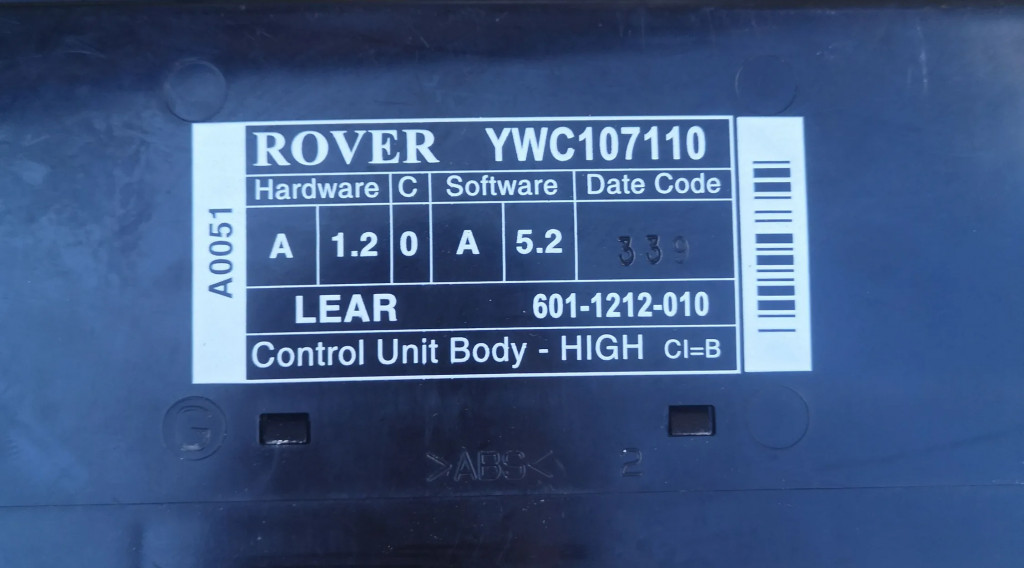 A0051
ROVER YWC107110
Hardware C Software Date Code
A 1.2 0 A 5.2 339
LEAR 601-1212-010
Control Unit Body - HIGH CI=B
G
>ABS< 2